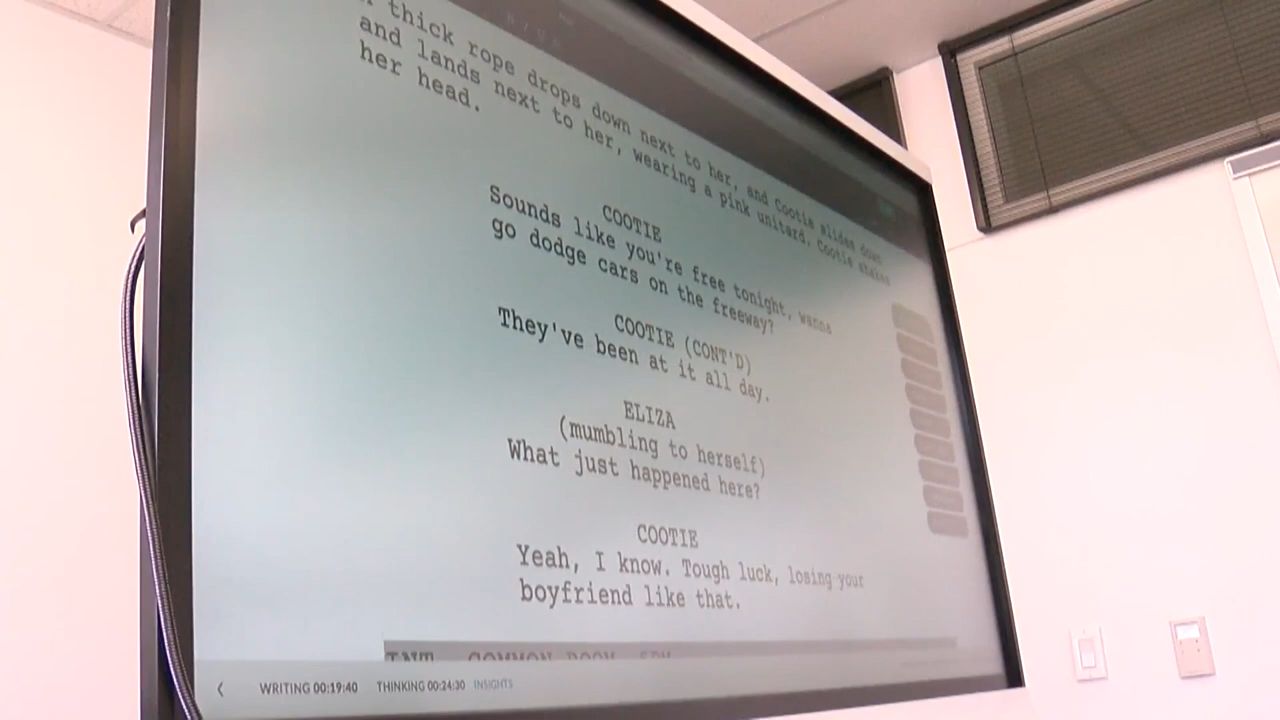 thick rope drops down next to her, and Cootie slides down
and lands next to her, wearing a pink unitard. Cootie shakes
her head.
COOTIE
Sounds like you're free tonight, wanna
go dodge cars on the freeway?
COOTIE (CONT'D)
They've been at it all day.
ELIZA
(mumbling to herself)
What just happened here?
COOTIE
Yeah, I know. Tough luck, losing your
boyfriend like that.
INT. COMMON ROOM
WRITING 00:19:40 THINKING 00:24:30 INSIGHTS